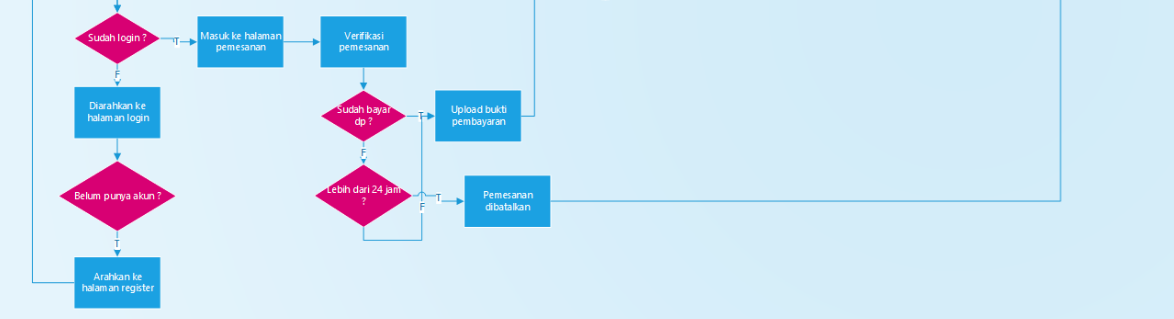 Sudah login ?
T
Masuk ke halaman
pemesanan
Verifikasi
pemesanan
F
Diarahkan ke
halaman login
Sudah bayar
dp ?
T
Upload bukti
pembayaran
F
Belum punya akun ?
Lebih dari 24 jam
?
T
F
Pemesanan
dibatalkan
T
Arahkan ke
halaman register